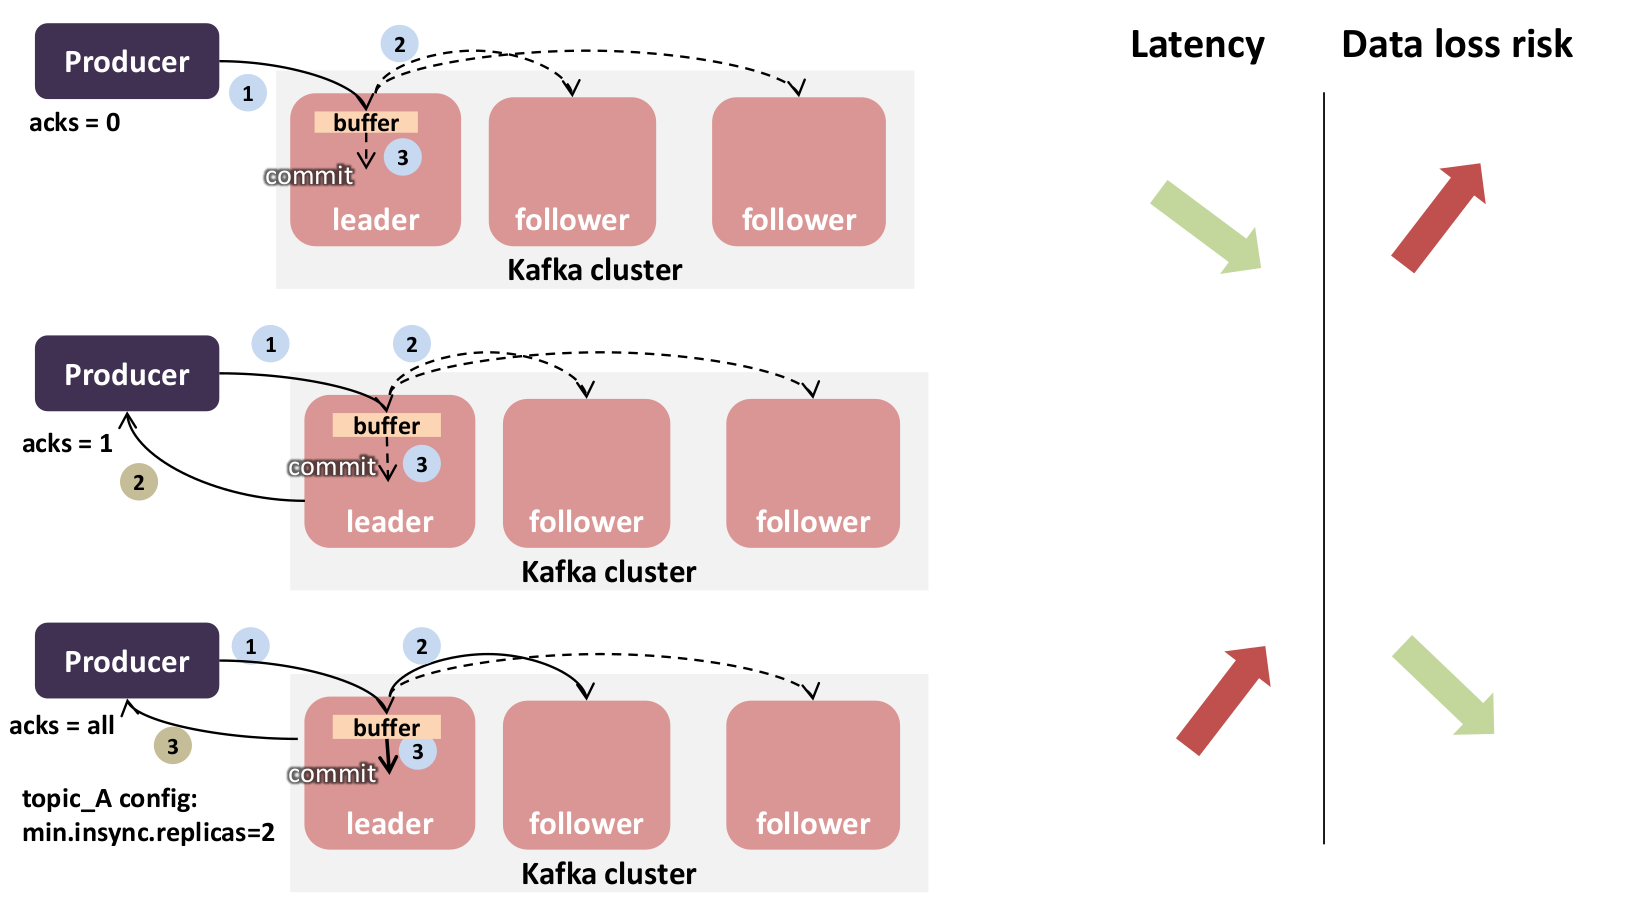 Latency
Data loss risk
Producer
acks = 0
1
2
buffer
3
commit
leader
follower
follower
Kafka cluster
Producer
acks = 1
1
2
2
buffer
commit
3
leader
follower
follower
Kafka cluster
Producer
acks = all
1
2
3
buffer
3
commit
topic_A config:
min.insync.replicas=2
leader
follower
follower
Kafka cluster